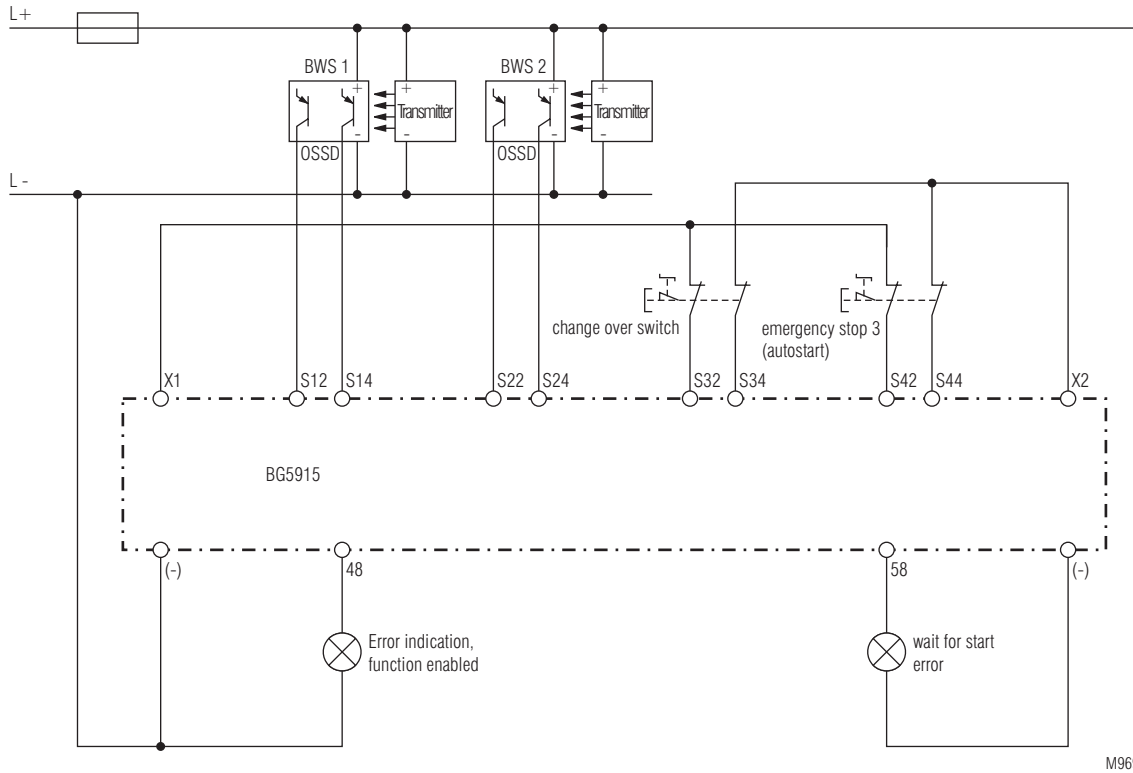 L+
BWS 1
BWS 2
+
+
+
+
Transmitter
Transmitter
-
-
-
-
OSSD
OSSD
L -
change over switch
emergency stop 3
(autostart)
X1
S12
S14
S22
S24
S32
S34
S42
S44
X2
BG5915
(-)
48
58
(-)
Error indication,
function enabled
wait for start
error